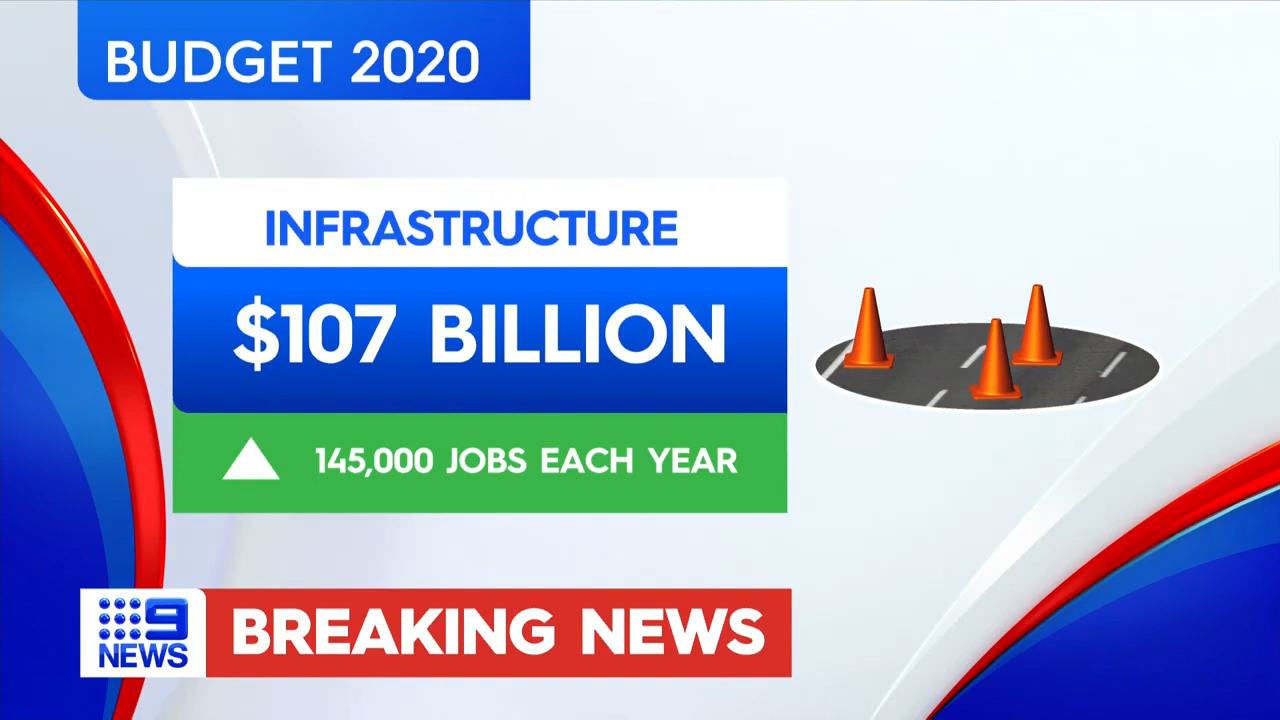 BUDGET 2020
INFRASTRUCTURE
$107 BILLION
145,000 JOBS EACH YEAR
9
NEWS
BREAKING NEWS